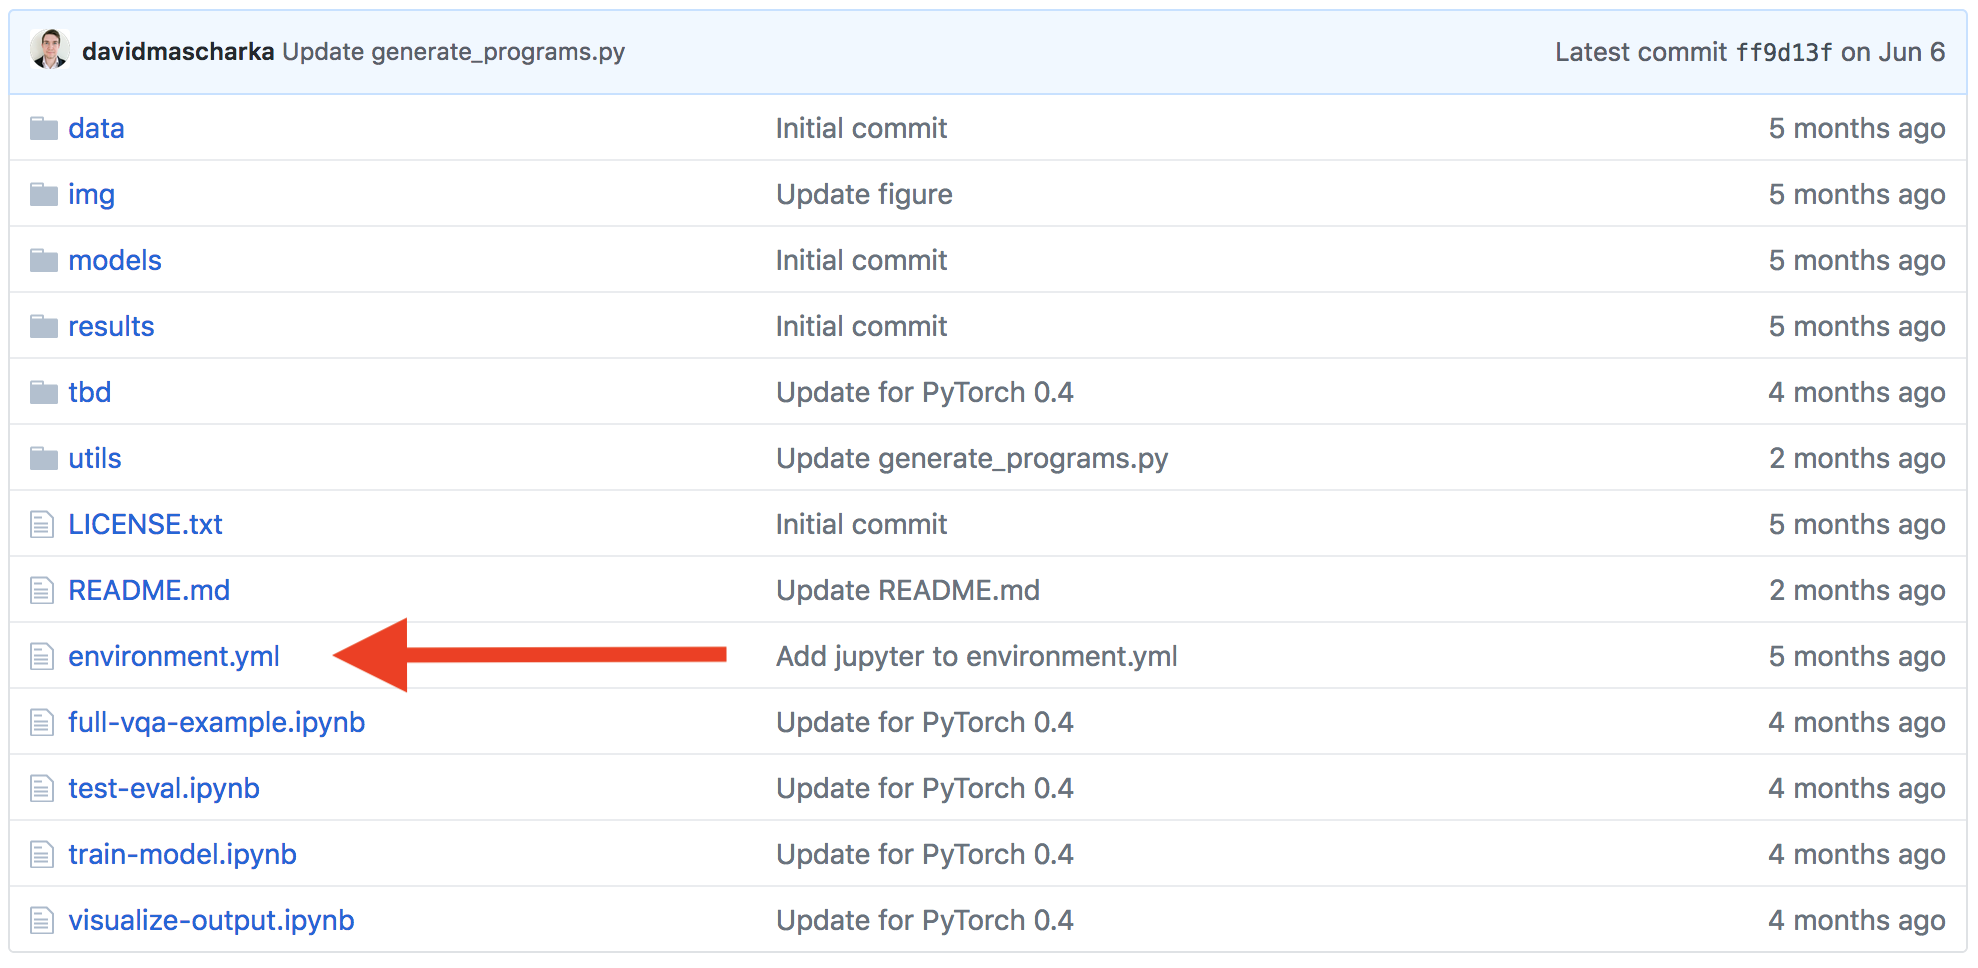 davidmascharka Update generate_programs.py Latest commit ff9d13f on Jun 6
data Initial commit 5 months ago
img Update figure 5 months ago
models Initial commit 5 months ago
results Initial commit 5 months ago
tbd Update for PyTorch 0.4 4 months ago
utils Update generate_programs.py 2 months ago
LICENSE.txt Initial commit 5 months ago
README.md Update README.md 2 months ago
environment.yml Add jupyter to environment.yml 5 months ago
full-vqa-example.ipynb Update for PyTorch 0.4 4 months ago
test-eval.ipynb Update for PyTorch 0.4 4 months ago
train-model.ipynb Update for PyTorch 0.4 4 months ago
visualize-output.ipynb Update for PyTorch 0.4 4 months ago